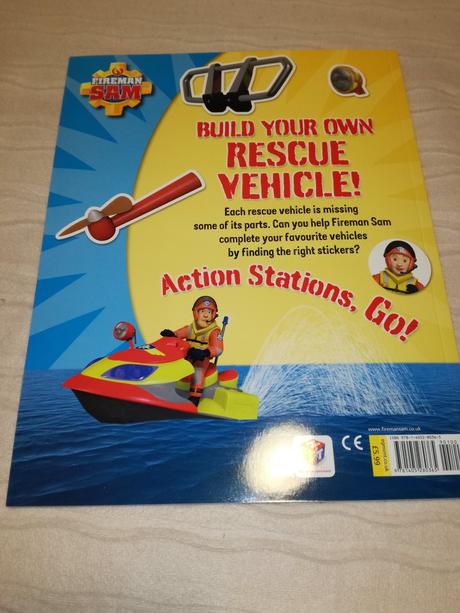 FIREMAN
SAM
BUILD YOUR OWN
RESCUE
VEHICLE!
Each rescue vehicle is missing
some of its parts. Can you help Fireman Sam
complete your favourite vehicles
by finding the right stickers?
Action Stations, Go!
www.firemansam.co.uk
CE
£5.99
90100